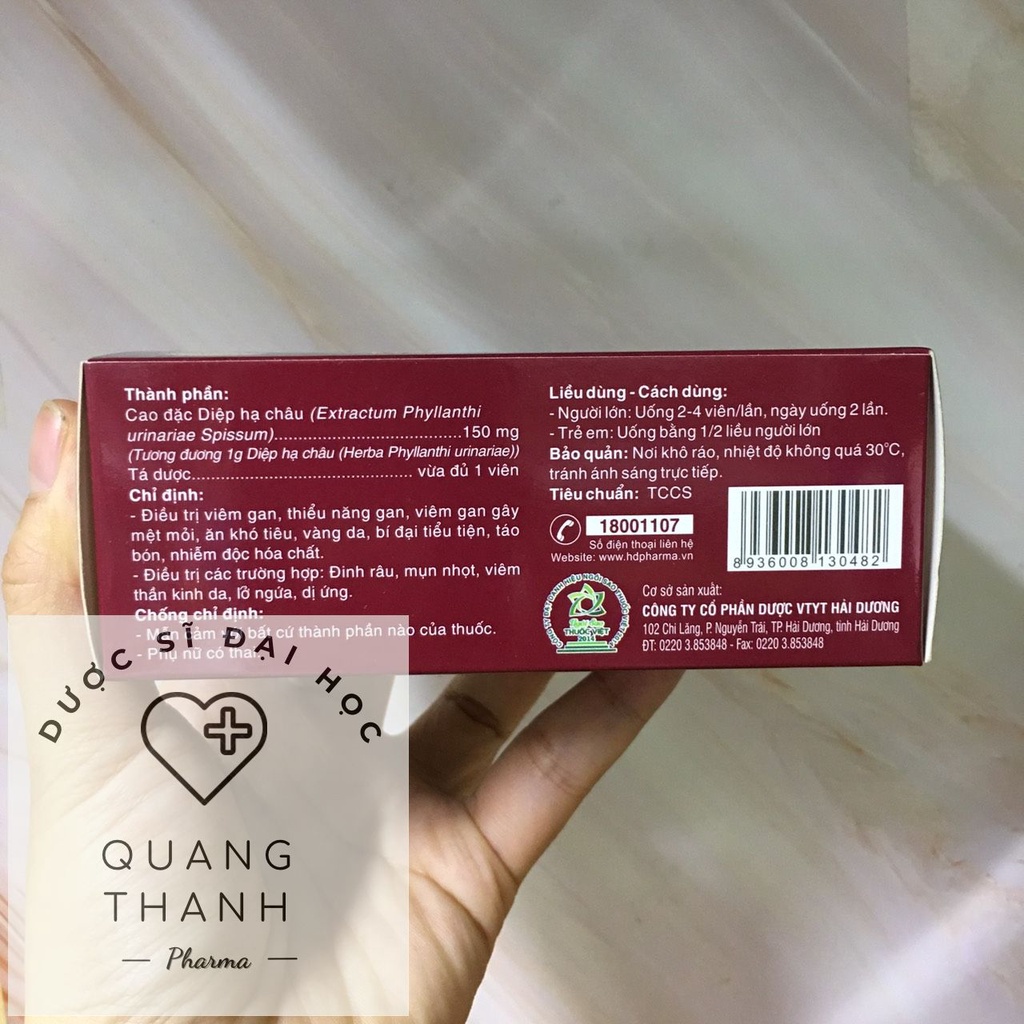 Thành phần:
Cao đặc Diệp hạ châu (Extractum Phyllanthi
urinariae Spissum)......................................150 mg
(Tương đương 1g Diệp hạ châu (Herba Phyllanthi urinariae))
Tá dược............................................. vừa đủ 1 viên
Chỉ định:
- Điều trị viêm gan, thiểu năng gan, viêm gan gây
mệt mỏi, ăn khó tiêu, vàng da, bí đại tiểu tiện, táo
bón, nhiễm độc hóa chất.
- Điều trị các trường hợp: Đinh râu, mụn nhọt, viêm
thần kinh da, lở ngứa, dị ứng.
Chống chỉ định:
- Mẫn cảm với bất cứ thành phần nào của thuốc.
- Phụ nữ có thai.
Liều dùng - Cách dùng:
- Người lớn: Uống 2-4 viên/lần, ngày uống 2 lần.
- Trẻ em: Uống bằng 1/2 liều người lớn
Bảo quản: Nơi khô ráo, nhiệt độ không quá 30°C,
tránh ánh sáng trực tiếp.
Tiêu chuẩn: TCCS
18001107
Số điện thoại liên hệ
Website: www.hdpharma.vn
8 936008 130482
THUỐC VIỆT
2014
Cơ sở sản xuất:
CÔNG TY CỔ PHẦN DƯỢC VTYT HẢI DƯƠNG
102 Chi Lăng, P. Nguyễn Trãi, TP. Hải Dương, tỉnh Hải Dương
ĐT: 0220 3.853848 - Fax: 0220 3.853848
DƯỢC SĨ ĐẠI HỌC
QUANG
THANH
Pharma